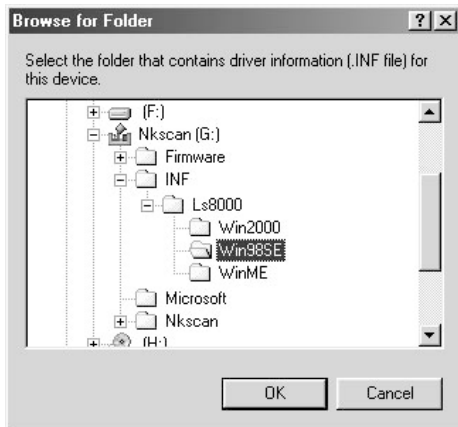 Browse for Folder
Select the folder that contains driver information (.INF file) for
this device.
(F:)
Nkscan (G:)
Firmware
INF
Ls8000
Win2000
Win98SE
WinME
Microsoft
Nkscan
(H:)
OK Cancel